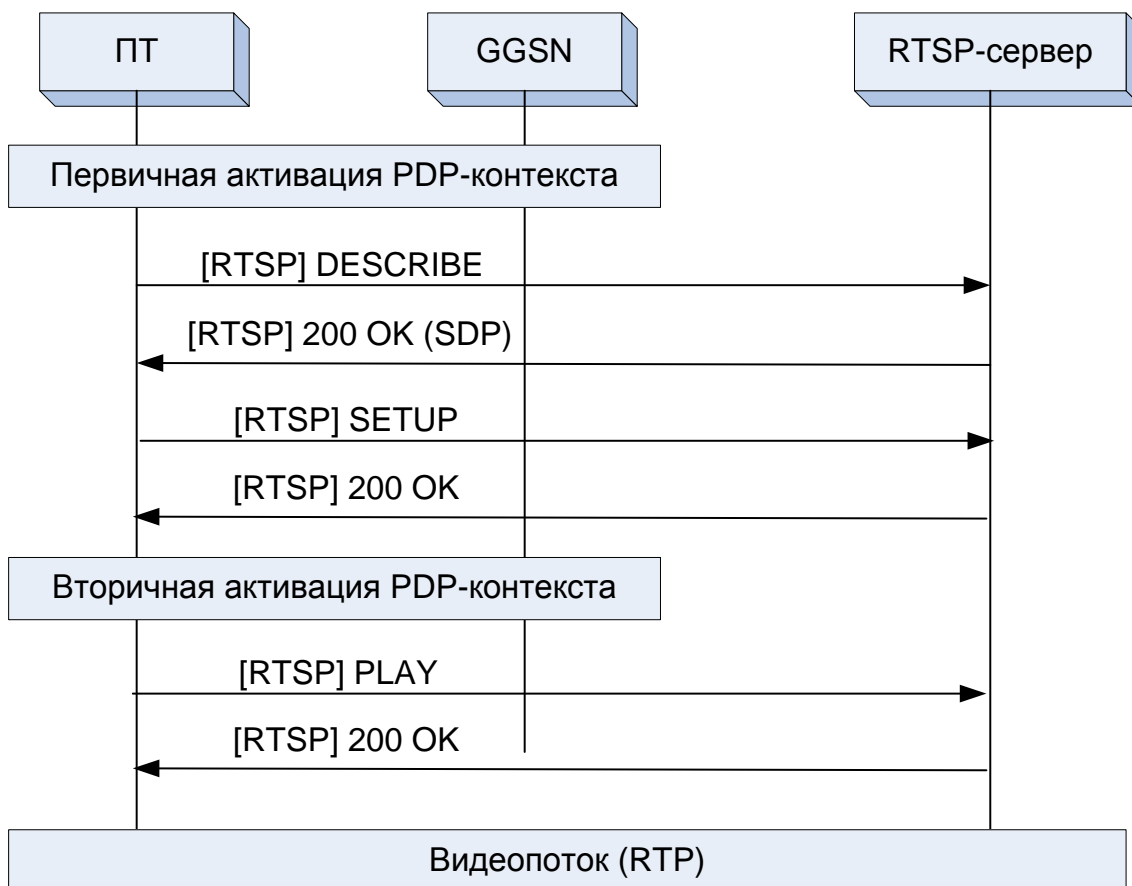 ПТ
GGSN
RTSP-сервер
Первичная активация PDP-контекста
[RTSP] DESCRIBE
[RTSP] 200 OK (SDP)
[RTSP] SETUP
[RTSP] 200 OK
Вторичная активация PDP-контекста
[RTSP] PLAY
[RTSP] 200 OK
Видеопоток (RTP)